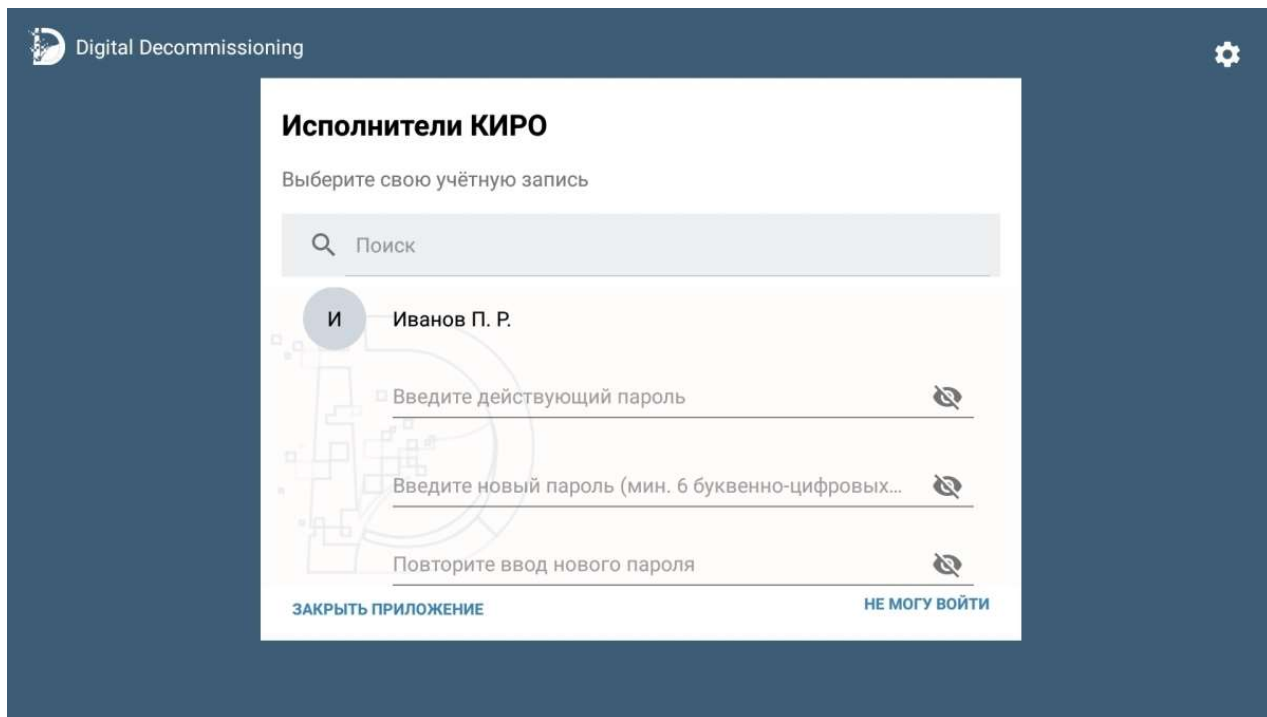 Digital Decommissioning
Исполнители КИРО
Выберите свою учётную запись
Поиск
И
Иванов П. Р.
Введите действующий пароль
Введите новый пароль (мин. 6 буквенно-цифровых...
Повторите ввод нового пароля
ЗАКРЫТЬ ПРИЛОЖЕНИЕ
НЕ МОГУ ВОЙТИ